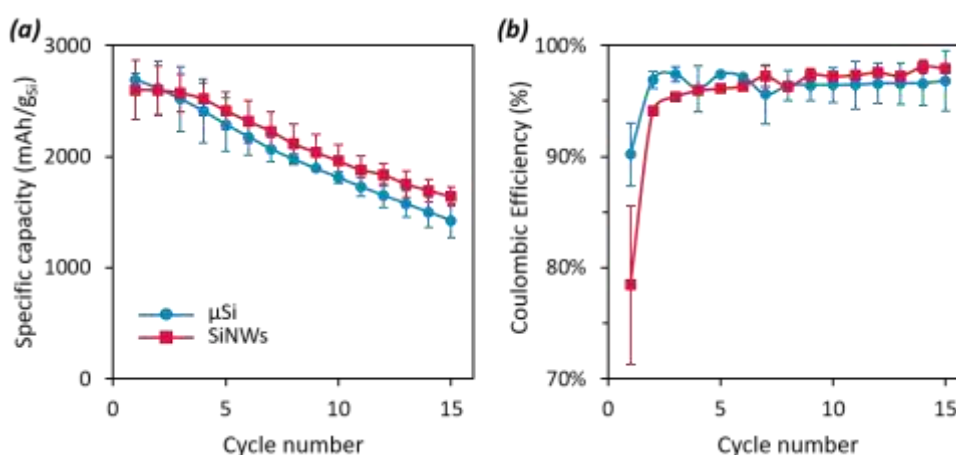 (a)
3000
2000
1000
0
0 5 10 15
Specific capacity (mAh/gSi)
Cycle number
µSi
SiNWs
(b)
100%
90%
80%
70%
0 5 10 15
Coulombic Efficiency (%)
Cycle number